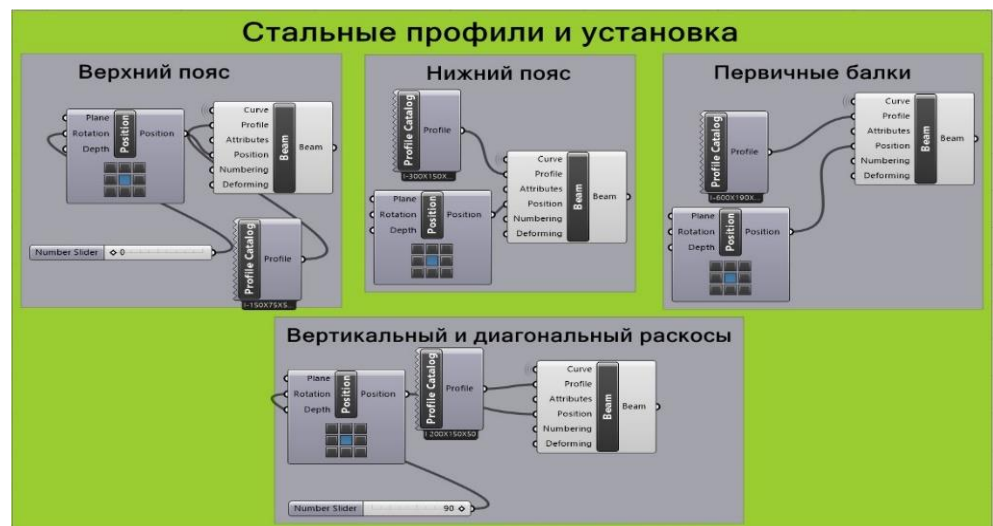 Стальные профили и установка
Верхний пояс
Plane
Rotation
Depth
Position
Position
Curve
Profile
Attributes
Position
Numbering
Deforming
Beam
Beam
Number Slider
0
Profile Catalog
Profile
I-150X75X5...
Нижний пояс
Profile Catalog
Profile
I-300X150X...
Plane
Rotation
Depth
Position
Position
Curve
Profile
Attributes
Position
Numbering
Deforming
Beam
Beam
Первичные балки
Profile Catalog
Profile
I-600X190X...
Plane
Rotation
Depth
Position
Position
Curve
Profile
Attributes
Position
Numbering
Deforming
Beam
Beam
Вертикальный и диагональный раскосы
Plane
Rotation
Depth
Position
Position
Profile Catalog
Profile
I 200X150X50
Curve
Profile
Attributes
Position
Numbering
Deforming
Beam
Beam
Number Slider
90